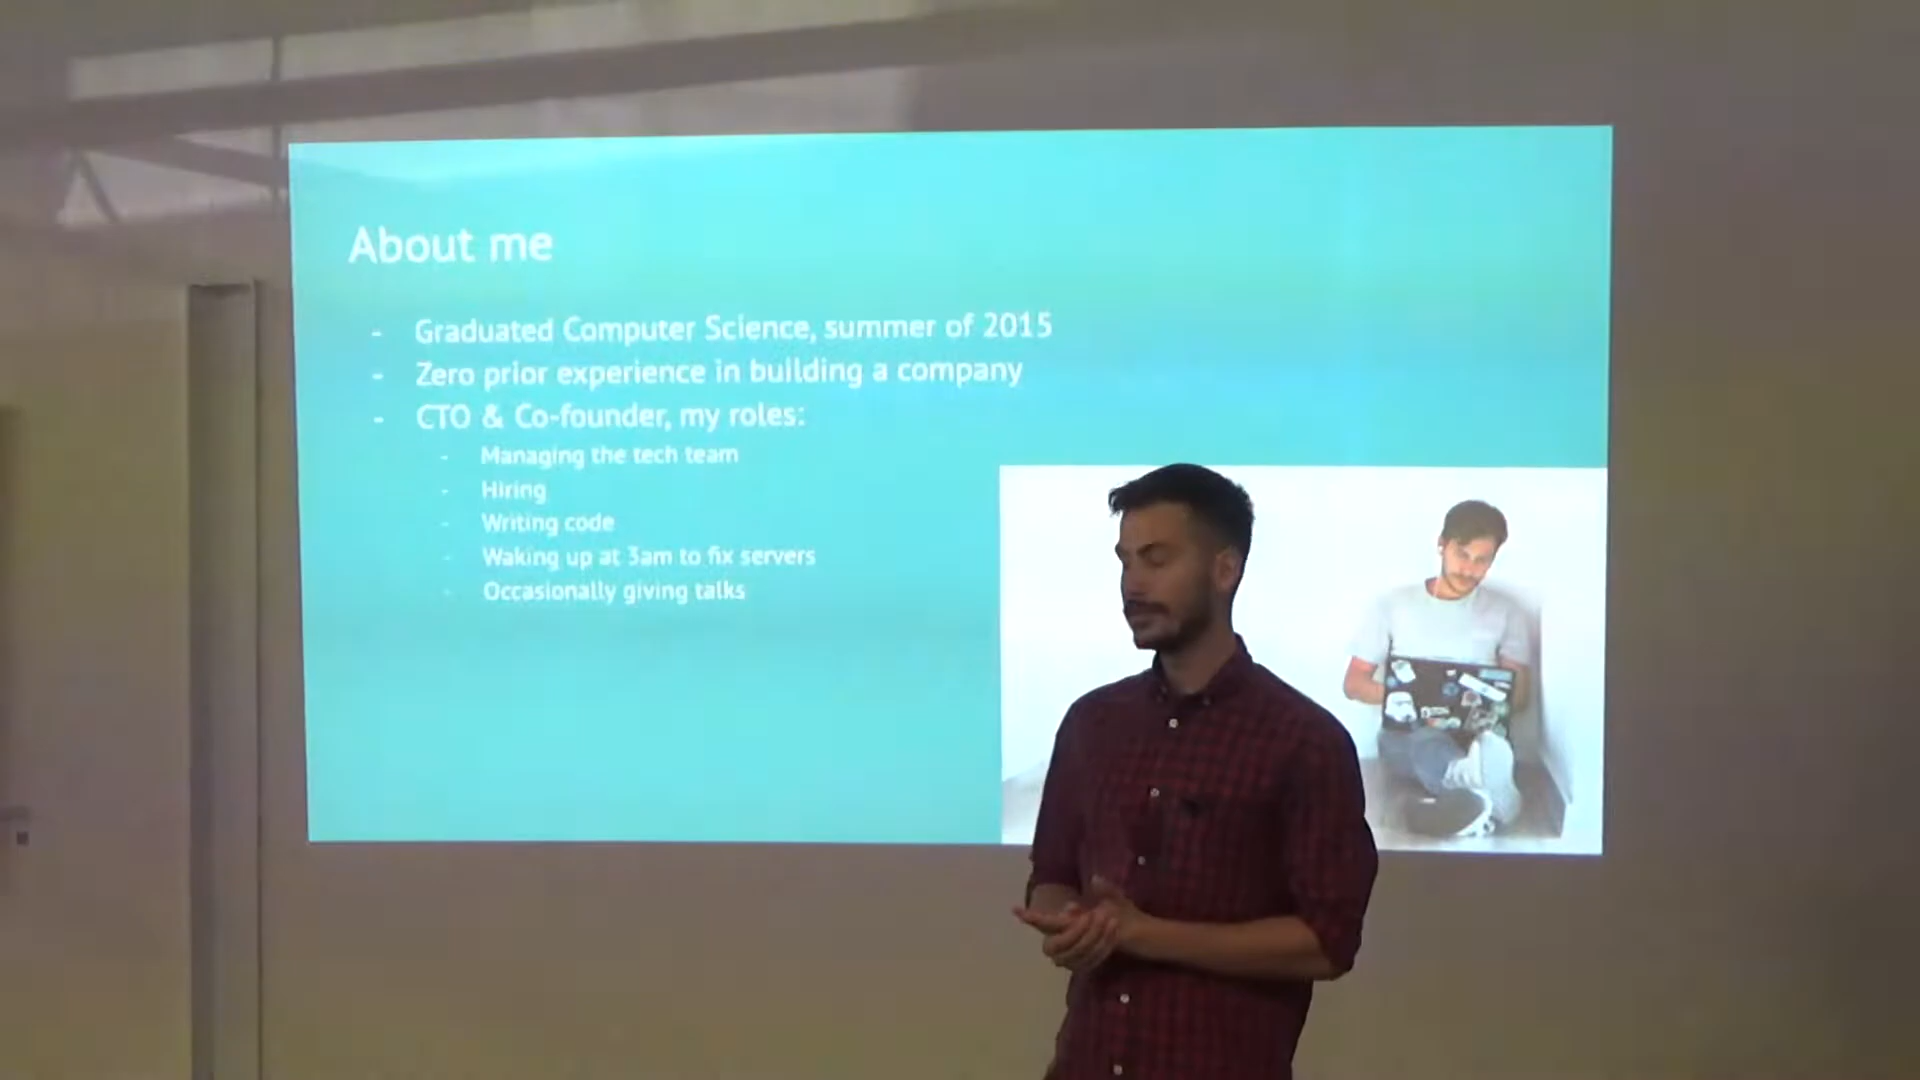 About me
- Graduated Computer Science, summer of 2015
- Zero prior experience in building a company
- CTO & Co-founder, my roles:
- Managing the tech team
- Hiring
- Writing code
- Waking up at 3am to fix servers
- Occasionally giving talks